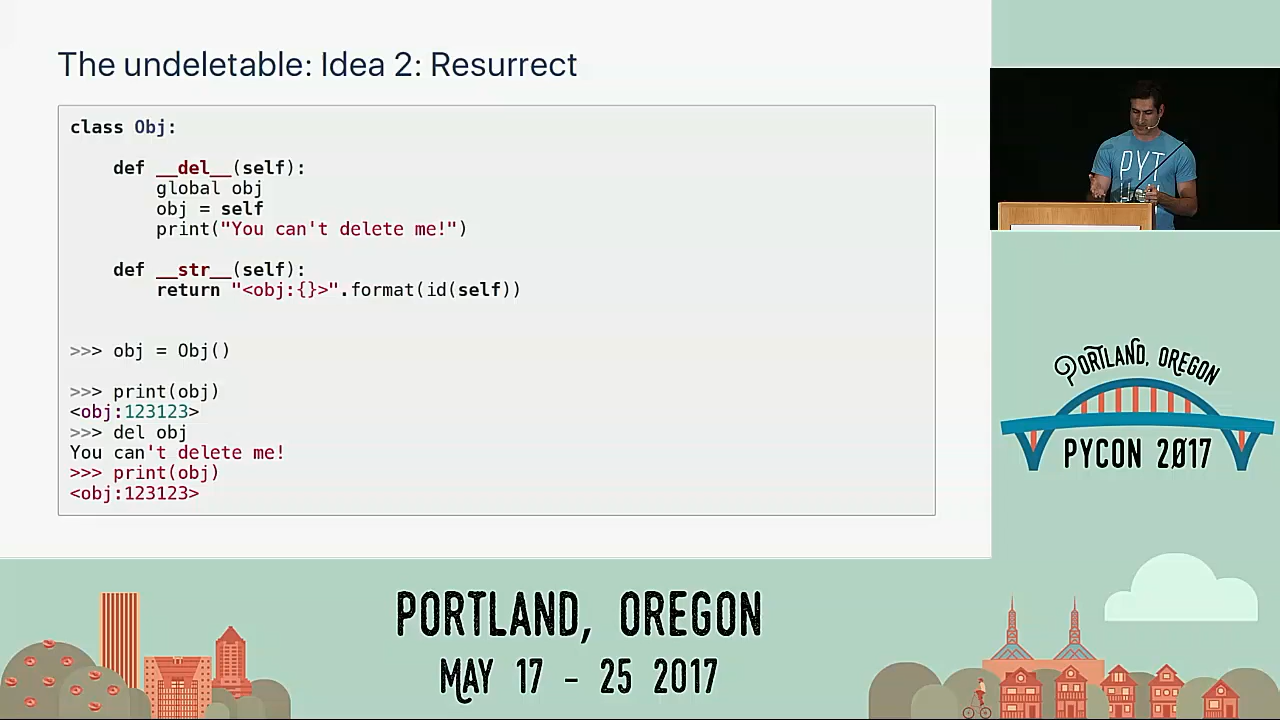 The undeletable: Idea 2: Resurrect
class Obj:
def __del__(self):
global obj
obj = self
print("You can't delete me!")
def __str__(self):
return "<obj:{}>".format(id(self))
>>> obj = Obj()
>>> print(obj)
<obj:123123>
>>> del obj
You can't delete me!
>>> print(obj)
<obj:123123>
PYT
PORTLAND, OREGON
PYCON 2017
PORTLAND, OREGON
MAY 17 - 25 2017